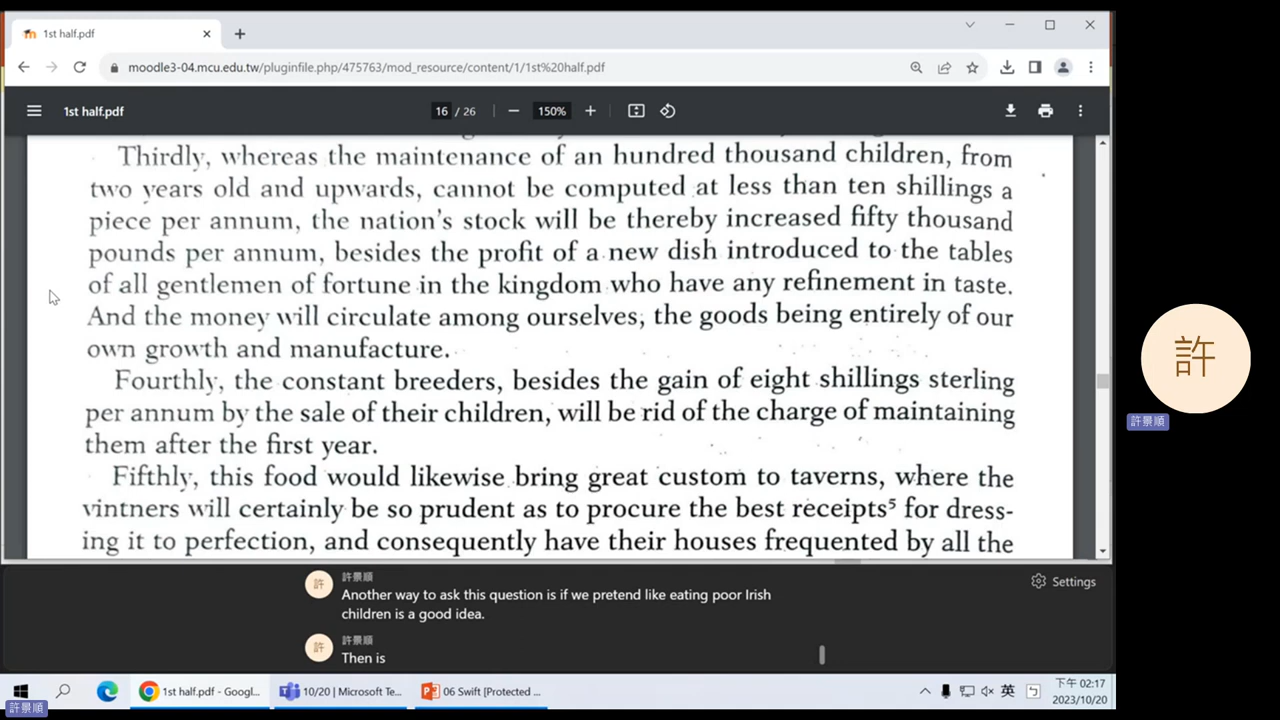 1st half.pdf
moodle3-04.mcu.edu.tw/pluginfile.php/475763/mod_resource/content/1/1st%20half.pdf
1st half.pdf
16 / 26
150%
Thirdly, whereas the maintenance of an hundred thousand children, from
two years old and upwards, cannot be computed at less than ten shillings a
piece per annum, the nation's stock will be thereby increased fifty thousand
pounds per annum, besides the profit of a new dish introduced to the tables
of all gentlemen of fortune in the kingdom who have any refinement in taste.
And the money will circulate among ourselves, the goods being entirely of our
own growth and manufacture.
Fourthly, the constant breeders, besides the gain of eight shillings sterling
per annum by the sale of their children, will be rid of the charge of maintaining
them after the first year.
Fifthly, this food would likewise bring great custom to taverns, where the
vintners will certainly be so prudent as to procure the best receipts⁵ for dress-
ing it to perfection, and consequently have their houses frequented by all the
許
許景順
許
許景順
Another way to ask this question is if we pretend like eating poor Irish
children is a good idea.
許
許景順
Then is
Settings
1st half.pdf - Googl...
10/20 | Microsoft Te...
06 Swift [Protected ...
英
下午 02:17
2023/10/20
許景順